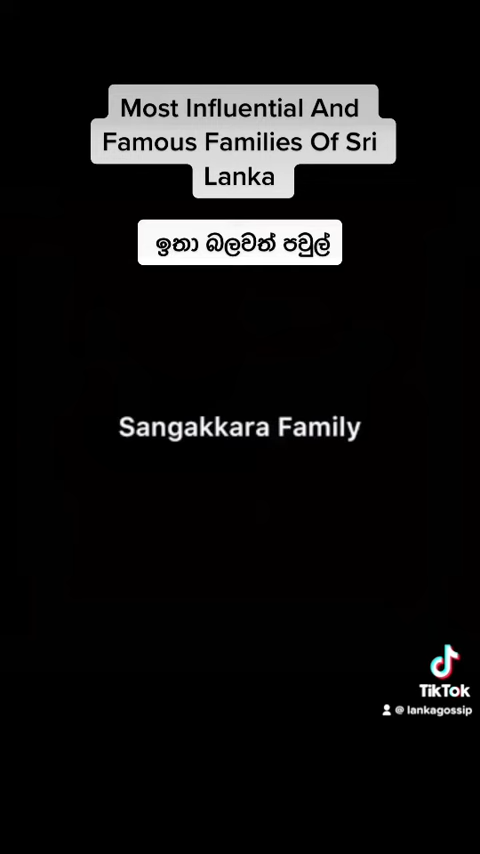 Most Influential And
Famous Families Of Sri
Lanka
ඉතා බලවත් පවුල්
Sangakkara Family
TikTok
@ lankagossip